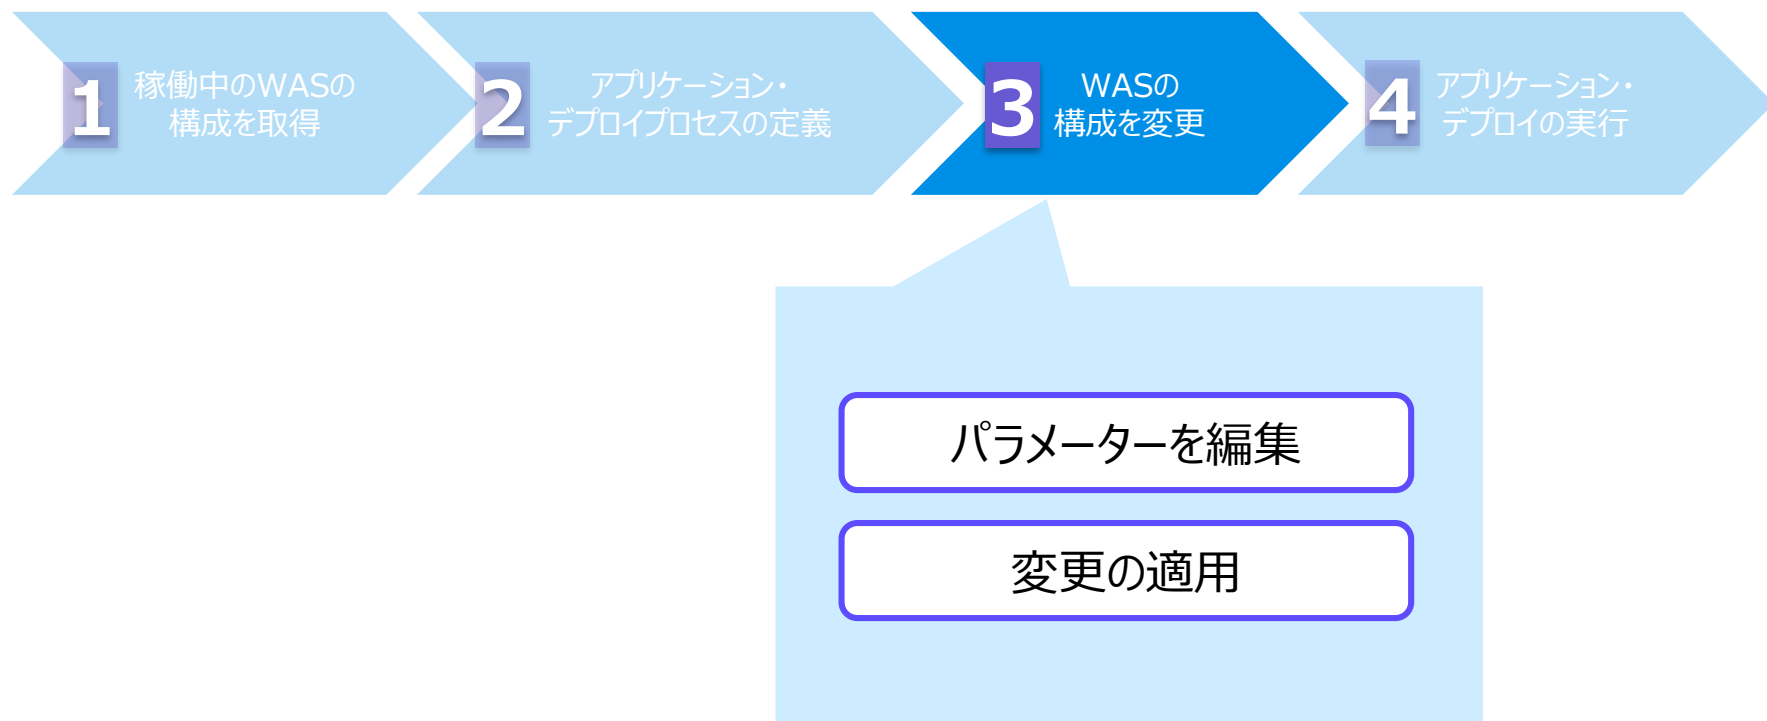 1
稼働中のWASの
構成を取得
2
アプリケーション・
デプロイプロセスの定義
3
WASの
構成を変更
4
アプリケーション・
デプロイの実行
パラメーターを編集
変更の適用